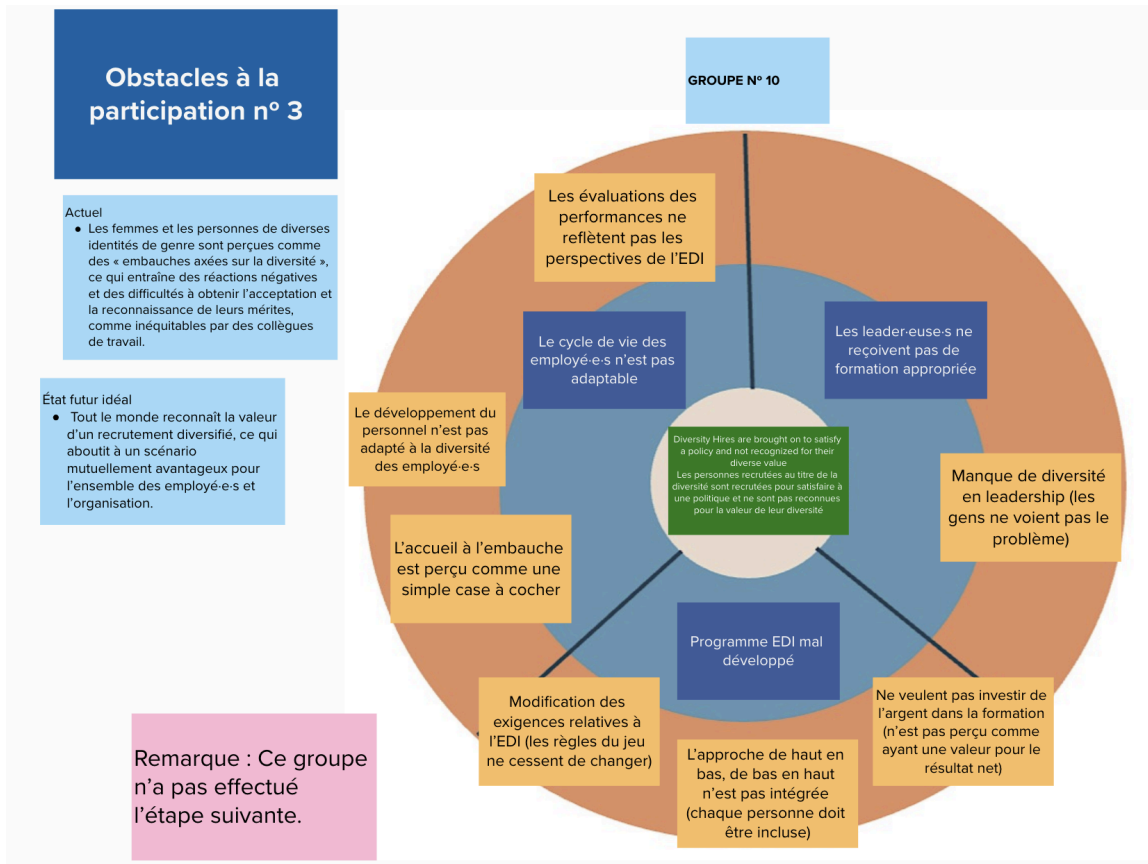 Obstacles à la
participation nº 3
GROUPE Nº 10
Actuel
● Les femmes et les personnes de diverses
identités de genre sont perçues comme
des « embauches axées sur la diversité »,
ce qui entraîne des réactions négatives
et des difficultés à obtenir l’acceptation et
la reconnaissance de leurs mérites,
comme inéquitables par des collègues
de travail.
État futur idéal
● Tout le monde reconnaît la valeur
d’un recrutement diversifié, ce qui
aboutit à un scénario
mutuellement avantageux pour
l’ensemble des employé·e·s et
l’organisation.
Remarque : Ce groupe
n’a pas effectué
l’étape suivante.
Les évaluations des
performances ne
reflètent pas les
perspectives de l’EDI
Le cycle de vie des
employé·e·s n’est pas
adaptable
Les leader·euse·s ne
reçoivent pas de
formation appropriée
Le développement du
personnel n’est pas
adapté à la diversité
des employé·e·s
Diversity Hires are brought on to satisfy
a policy and not recognized for their
diverse value
Les personnes recrutées au titre de la
diversité sont recrutées pour satisfaire à
une politique et ne sont pas reconnues
pour la valeur de leur diversité
Manque de diversité
en leadership (les
gens ne voient pas le
problème)
L’accueil à l’embauche
est perçu comme une
simple case à cocher
Programme EDI mal
développé
Modification des
exigences relatives à
l’EDI (les règles du jeu
ne cessent de changer)
L’approche de haut en
bas, de bas en haut
n’est pas intégrée
(chaque personne doit
être incluse)
Ne veulent pas investir de
l’argent dans la formation
(n’est pas perçu comme
ayant une valeur pour le
résultat net)